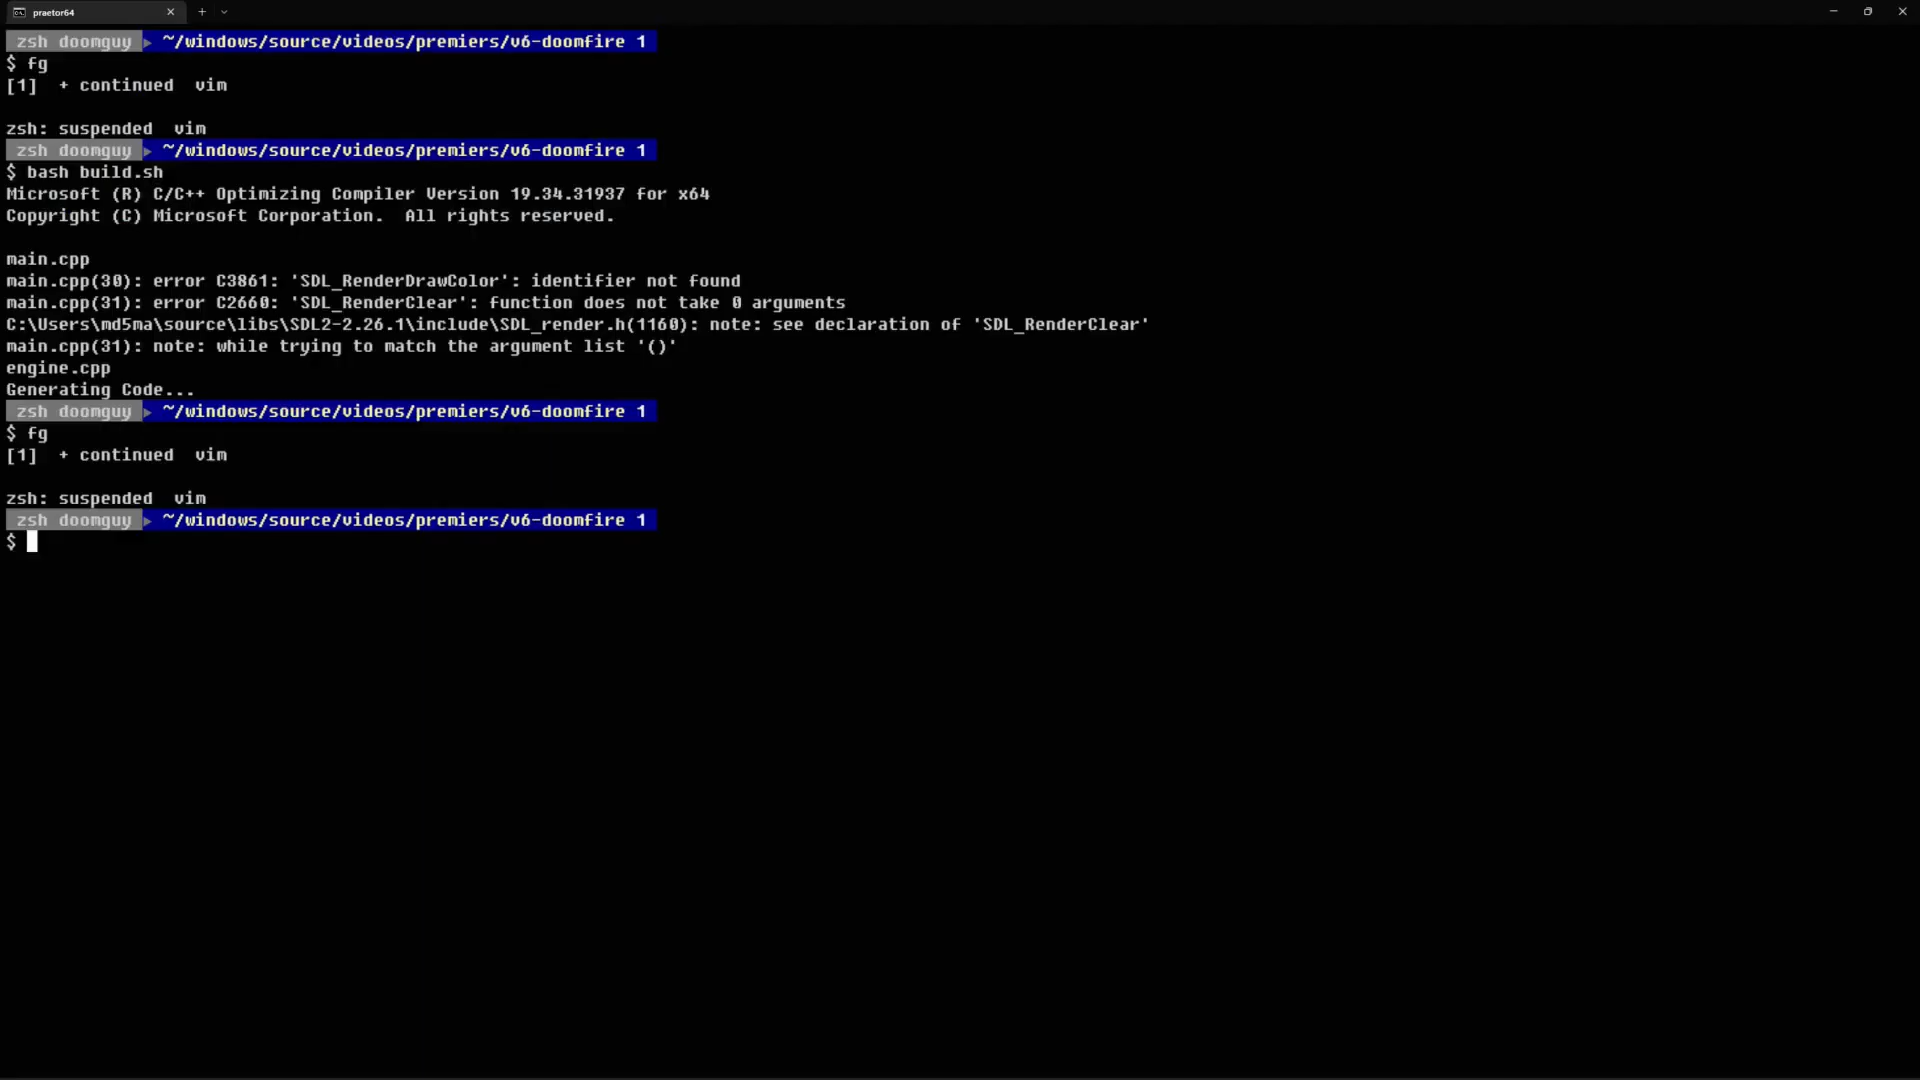 praetor64
zsh doomguy ~/windows/source/videos/premiers/v6-doomfire 1
$ fg
[1]  + continued  vim
zsh: suspended  vim
zsh doomguy ~/windows/source/videos/premiers/v6-doomfire 1
$ bash build.sh
Microsoft (R) C/C++ Optimizing Compiler Version 19.34.31937 for x64
Copyright (C) Microsoft Corporation.  All rights reserved.
main.cpp
main.cpp(30): error C3861: 'SDL_RenderDrawColor': identifier not found
main.cpp(31): error C2660: 'SDL_RenderClear': function does not take 0 arguments
C:\Users\md5ma\source\libs\SDL2-2.26.1\include\SDL_render.h(1160): note: see declaration of 'SDL_RenderClear'
main.cpp(31): note: while trying to match the argument list '()'
engine.cpp
Generating Code...
zsh doomguy ~/windows/source/videos/premiers/v6-doomfire 1
$ fg
[1]  + continued  vim
zsh: suspended  vim
zsh doomguy ~/windows/source/videos/premiers/v6-doomfire 1
$